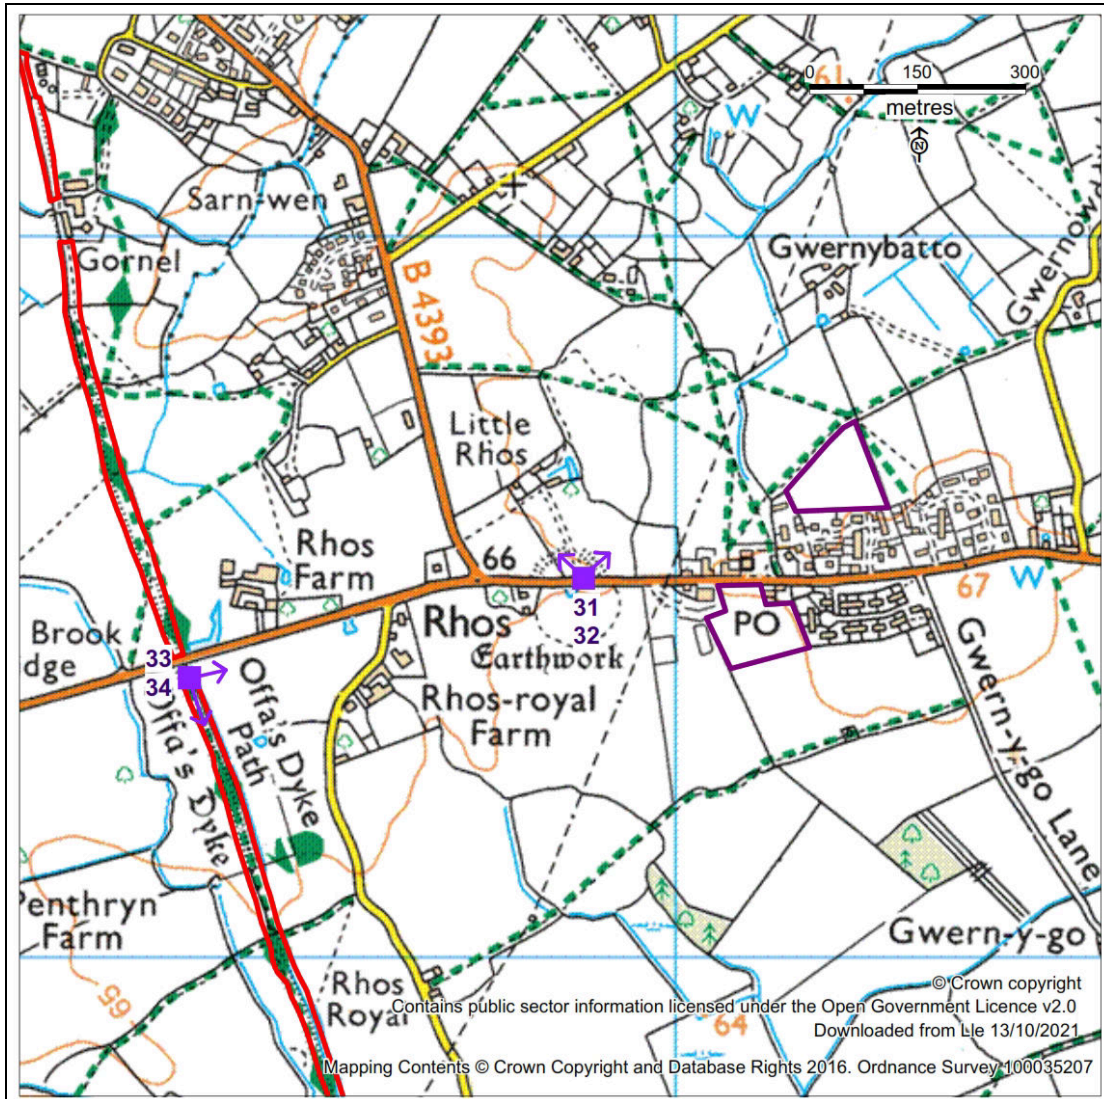 0 150 300
61
metres
N
W
Sarn-wen
Gornel
Gwernybatto
B 4393
Little
Rhos
Rhos
Farm
66
31
32
Rhos
Earthwork
PO
67
W
Brook
dge
33
34
Offa's Dyke
Path
Offa's Dyke
Rhos-royal
Farm
Gwern-y-go Lane
Penthryn
Farm
Gwern-y-go
65
Rhos
Royal
64
© Crown copyright
Contains public sector information licensed under the Open Government Licence v2.0
Downloaded from Lle 13/10/2021
Mapping Contents © Crown Copyright and Database Rights 2016. Ordnance Survey 100035207